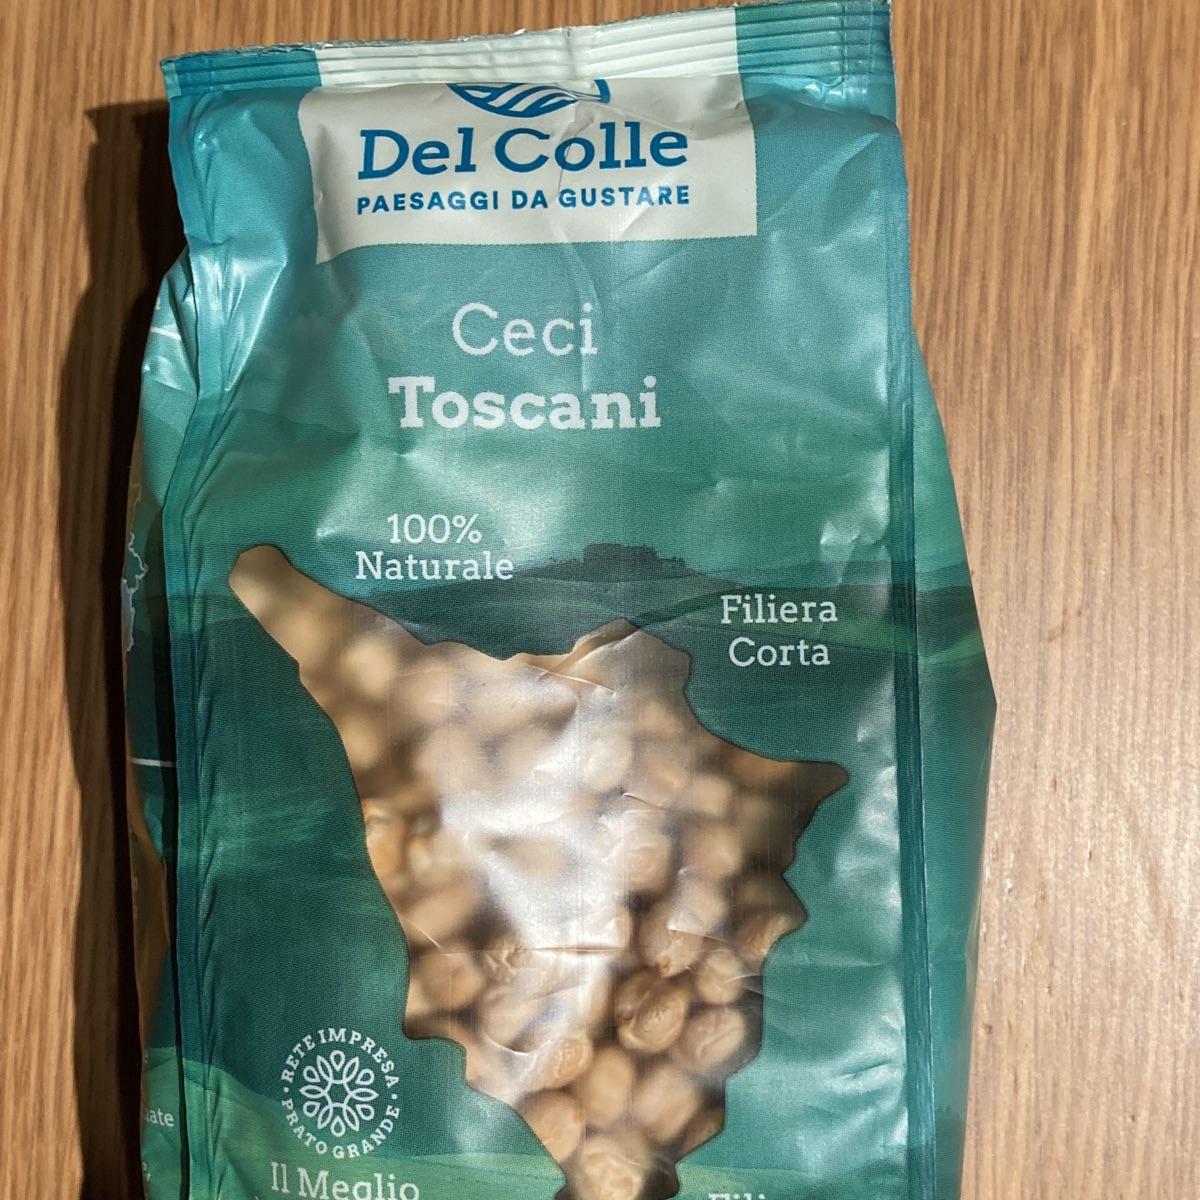 Del Colle
PAESAGGI DA GUSTARE
Ceci
Toscani
100%
Naturale
Filiera
Corta
RETE IMPRESA
PRATO GRANDE
Il Meglio